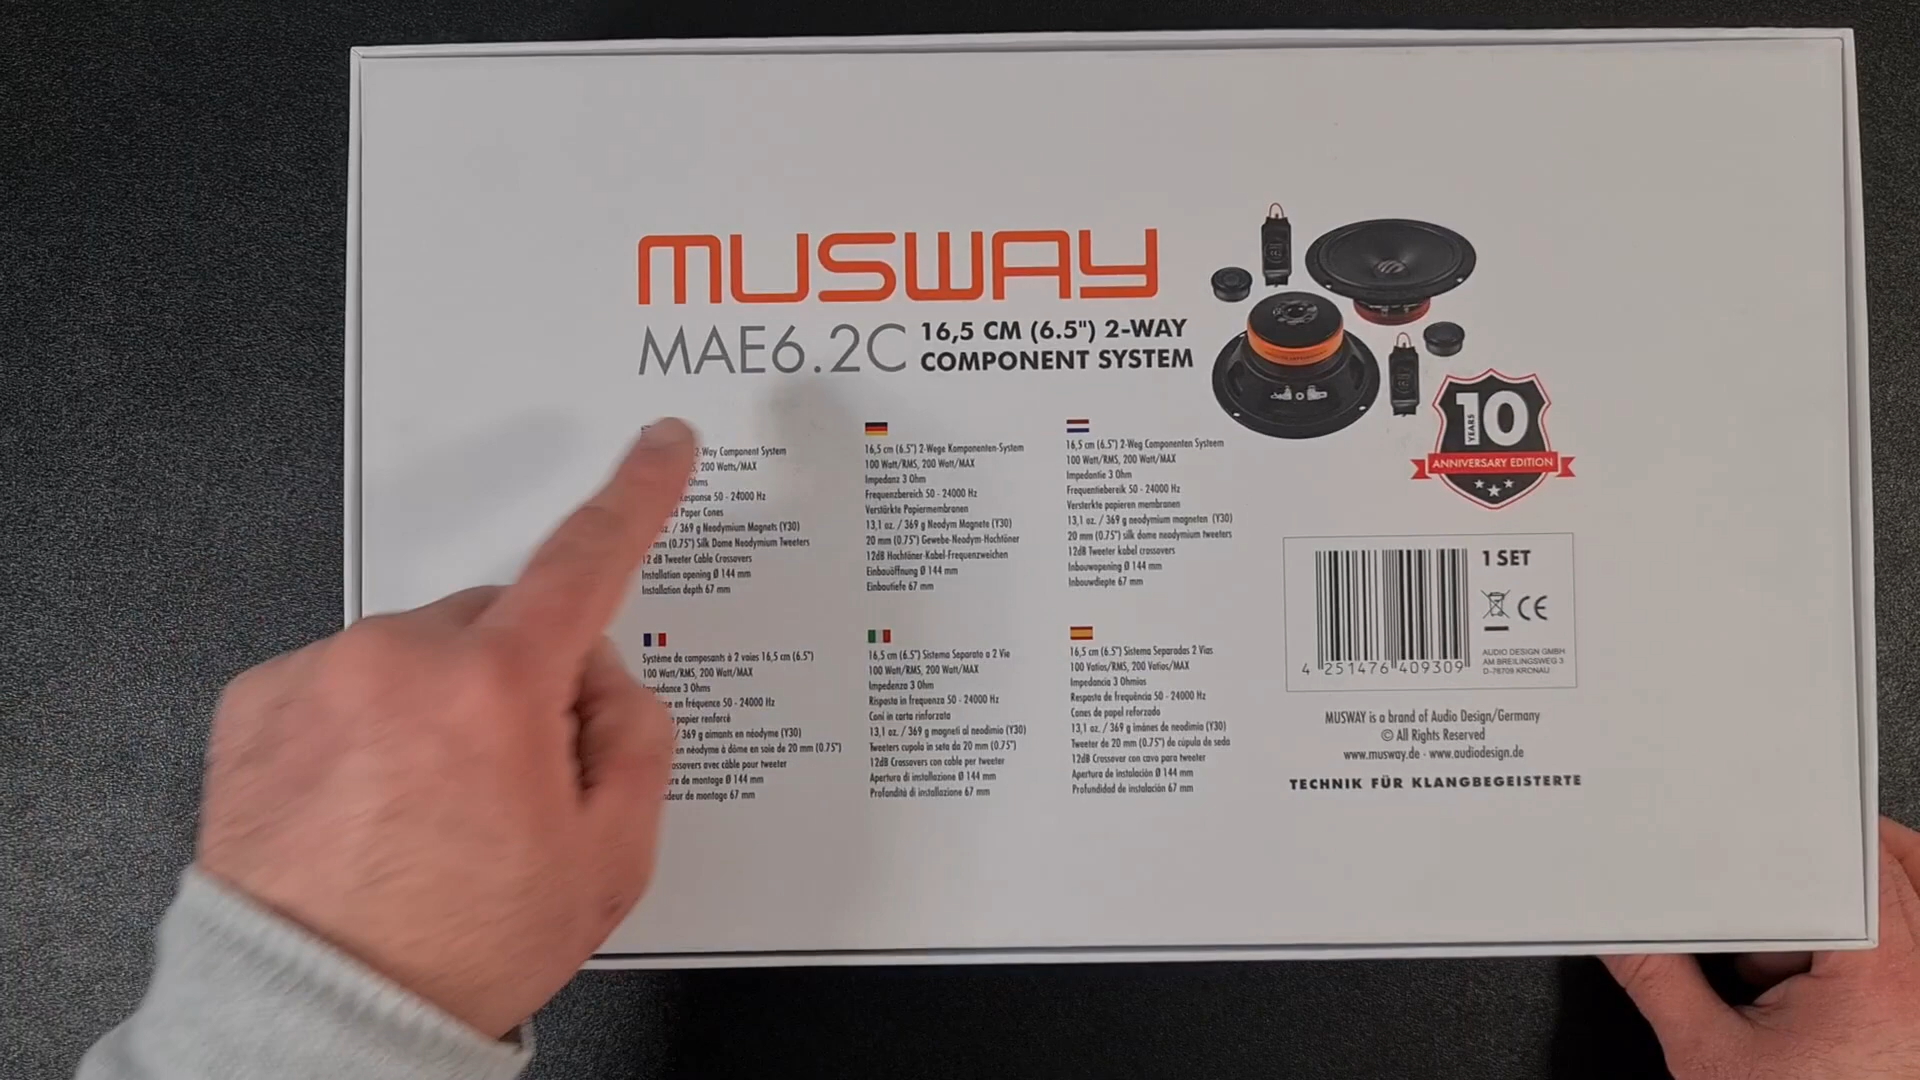 MUSWAY
MAE6.2C
16,5 CM (6.5") 2-WAY
COMPONENT SYSTEM
2-Way Component System
, 200 Watts/MAX
Ohms
esponse 50 - 24000 Hz
d Paper Cones
oz. / 369 g Neodymium Magnets (Y30)
mm (0.75") Silk Dome Neodymium Tweeters
12 dB Tweeter Cable Crossovers
Installation opening Ø 144 mm
Installation depth 67 mm
16,5 cm (6.5") 2-Wege Komponenten-System
100 Watt/RMS, 200 Watt/MAX
Impedanz 3 Ohm
Frequenzbereich 50 - 24000 Hz
Verstärkte Papiermembranen
13,1 oz. / 369 g Neodym Magnete (Y30)
20 mm (0.75") Gewebe-Neodym-Hochtöner
12dB Hochtöner-Kabel-Frequenzweichen
Einbauöffnung Ø 144 mm
Einbautiefe 67 mm
16,5 cm (6.5") 2-Weg Componenten Systeem
100 Watt/RMS, 200 Watt/MAX
Impedantie 3 Ohm
Frequentiebereik 50 - 24000 Hz
Versterkte papieren membranen
13,1 oz. / 369 g neodymium magneten (Y30)
20 mm (0.75") silk dome neodymium tweeters
12dB Tweeter kabel crossovers
Inbouwopening Ø 144 mm
Inbouwdiepte 67 mm
10
YEARS
ANNIVERSARY EDITION
Système de composants à 2 voies 16,5 cm (6.5")
100 Watt/RMS, 200 Watt/MAX
Impédance 3 Ohms
se en fréquence 50 - 24000 Hz
papier renforcé
/ 369 g aimants en néodyme (Y30)
en néodyme à dôme en soie de 20 mm (0.75")
ossovers avec câble pour tweeter
re de montage Ø 144 mm
deur de montage 67 mm
16,5 cm (6.5") Sistema Separato a 2 Vie
100 Watt/RMS, 200 Watt/MAX
Impedenza 3 Ohm
Risposta in frequenza 50 - 24000 Hz
Coni in carta rinforzata
13,1 oz. / 369 g magneti al neodimio (Y30)
Tweeters cupola in seta da 20 mm (0.75")
12dB Crossovers con cable per tweeter
Apertura di installazione Ø 144 mm
Profondità di installazione 67 mm
16,5 cm (6.5") Sistema Separadas 2 Vías
100 Vatios/RMS, 200 Vatios/MAX
Impedancia 3 Ohmios
Respasta de frequência 50 - 24000 Hz
Cones de papel reforzado
13,1 oz. / 369 g imánes de neodimia (Y30)
Tweeter de 20 mm (0.75") de cúpula de seda
12dB Crossover con cavo para tweeter
Apertura de instalación Ø 144 mm
Profundidad de instalación 67 mm
1 SET
CE
4 251476 409309
AUDIO DESIGN GMBH
AM BREILINGSWEG 3
D-76709 KRONAU
MUSWAY is a brand of Audio Design/Germany
© All Rights Reserved
www.musway.de - www.audiodesign.de
TECHNIK FÜR KLANGBEGEISTERTE